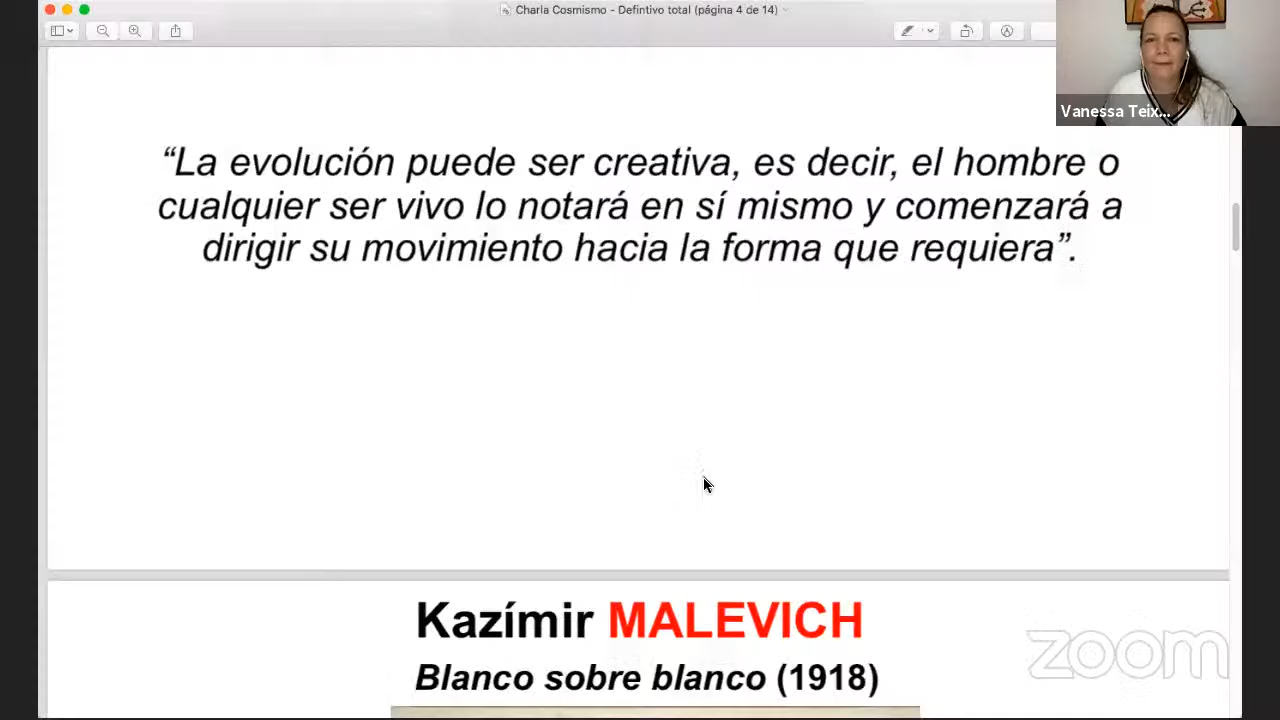 Charla Cosmismo - Defintivo total (página 4 de 14)
Vanessa Teix...
“La evolución puede ser creativa, es decir, el hombre o
cualquier ser vivo lo notará en sí mismo y comenzará a
dirigir su movimiento hacia la forma que requiera”.
Kazímir MALEVICH
Blanco sobre blanco (1918)
zoom